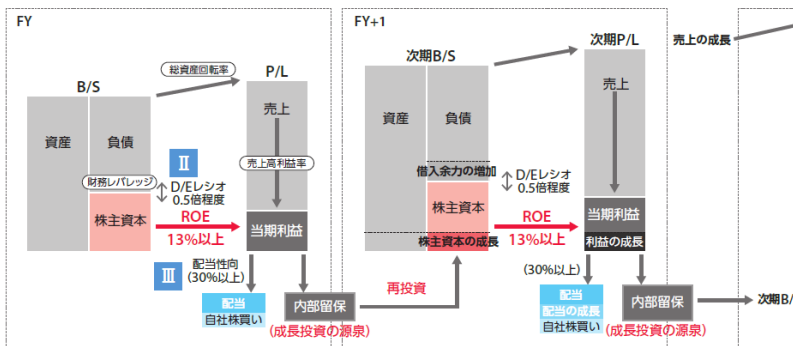 FY
B/S
総資産回転率
P/L
資産
負債
売上
財務レバレッジ
Ⅱ
D/Eレシオ
0.5倍程度
売上高利益率
株主資本
ROE
13%以上
当期利益
Ⅲ
配当性向
(30%以上)
配当
自社株買い
内部留保
(成長投資の源泉)
再投資
FY+1
次期B/S
次期P/L
売上の成長
資産
負債
売上
借入余力の増加
D/Eレシオ
0.5倍程度
株主資本
株主資本の成長
ROE
13%以上
当期利益
利益の成長
(30%以上)
配当
配当の成長
自社株買い
内部留保
(成長投資の源泉)
次期B/